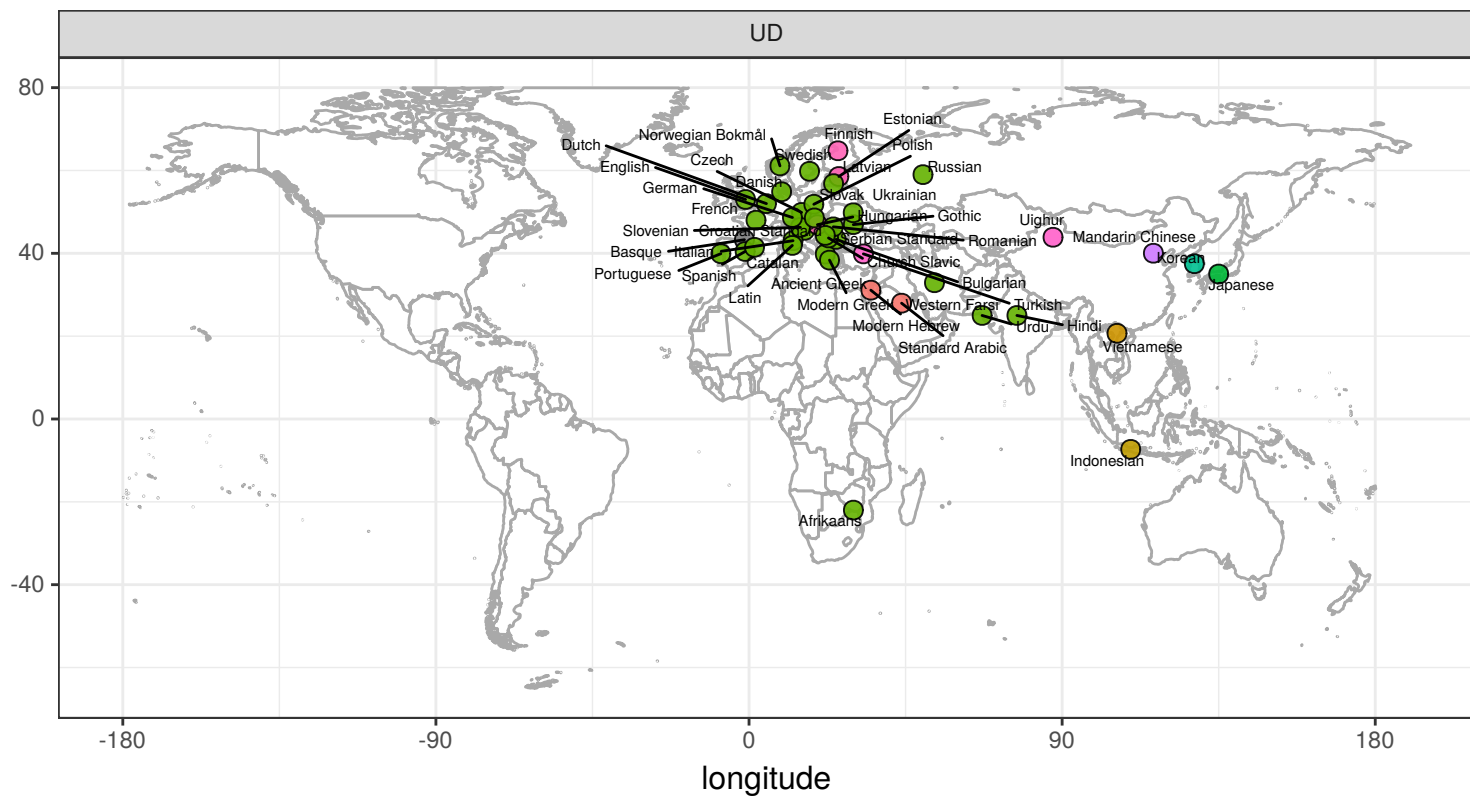 UD
80
40
0
-40
Estonian
Norwegian Bokmål
Finnish
Dutch
Polish
Swedish
Czech
English
Latvian
Russian
Danish
German
Slovak
Ukrainian
French
Hungarian
Gothic
Uighur
Slovenian
Croatian Standard
Mandarin Chinese
Serbian Standard
Romanian
Basque
Italian
Korean
Church Slavic
Catalan
Portuguese
Spanish
Ancient Greek
Bulgarian
Japanese
Latin
Modern Greek
Western Farsi
Turkish
Modern Hebrew
Urdu
Hindi
Standard Arabic
Vietnamese
Indonesian
Afrikaans
-180
-90
0
90
180
longitude